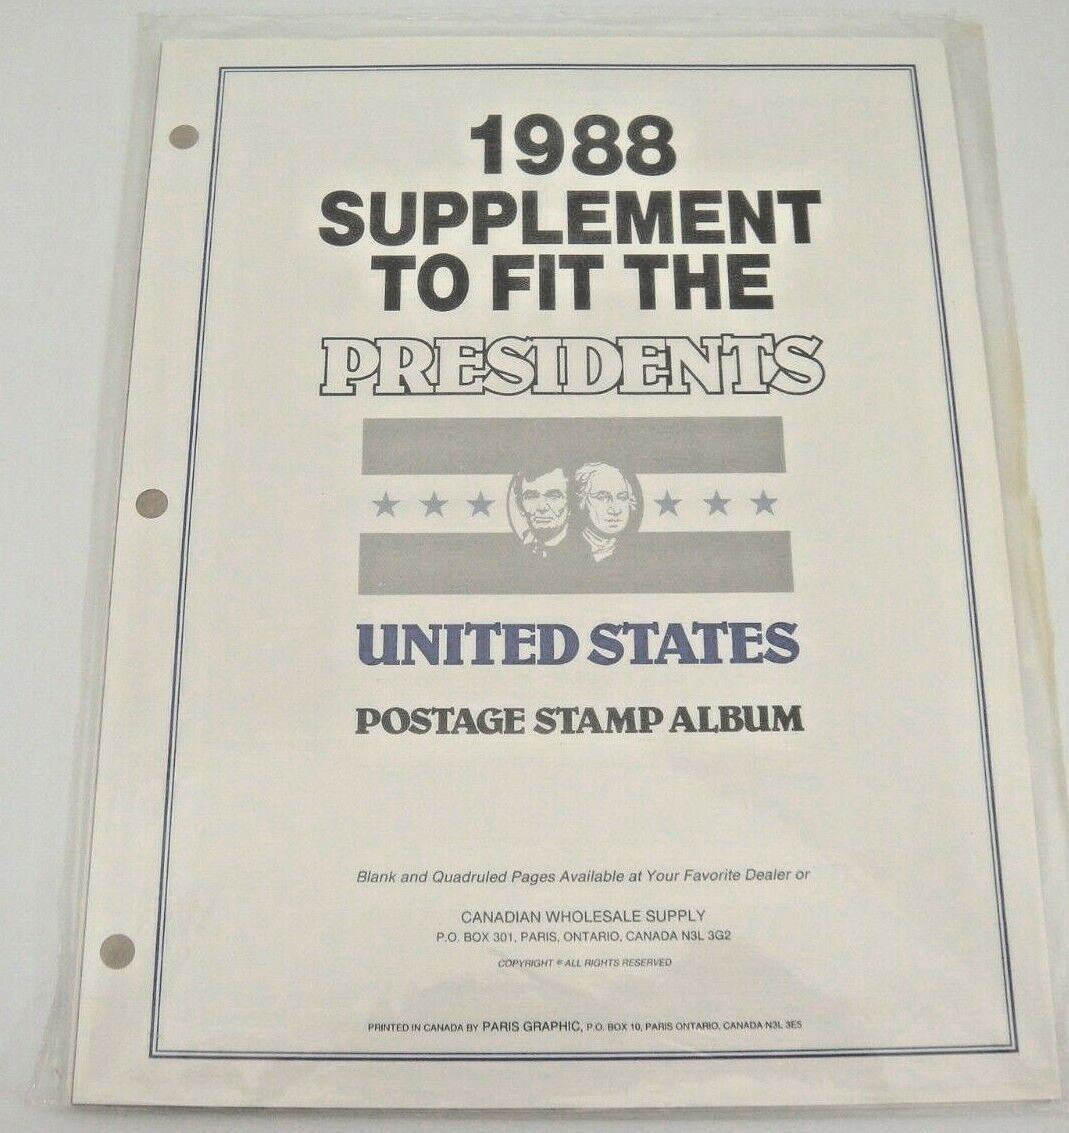 1988
SUPPLEMENT
TO FIT THE
PRESIDENTS
UNITED STATES
POSTAGE STAMP ALBUM
Blank and Quadruled Pages Available at Your Favorite Dealer or
CANADIAN WHOLESALE SUPPLY
P.O. BOX 301, PARIS, ONTARIO, CANADA N3L 3G2
COPYRIGHT © ALL RIGHTS RESERVED
PRINTED IN CANADA BY PARIS GRAPHIC, P.O. BOX 10, PARIS ONTARIO, CANADA N3L 3E5